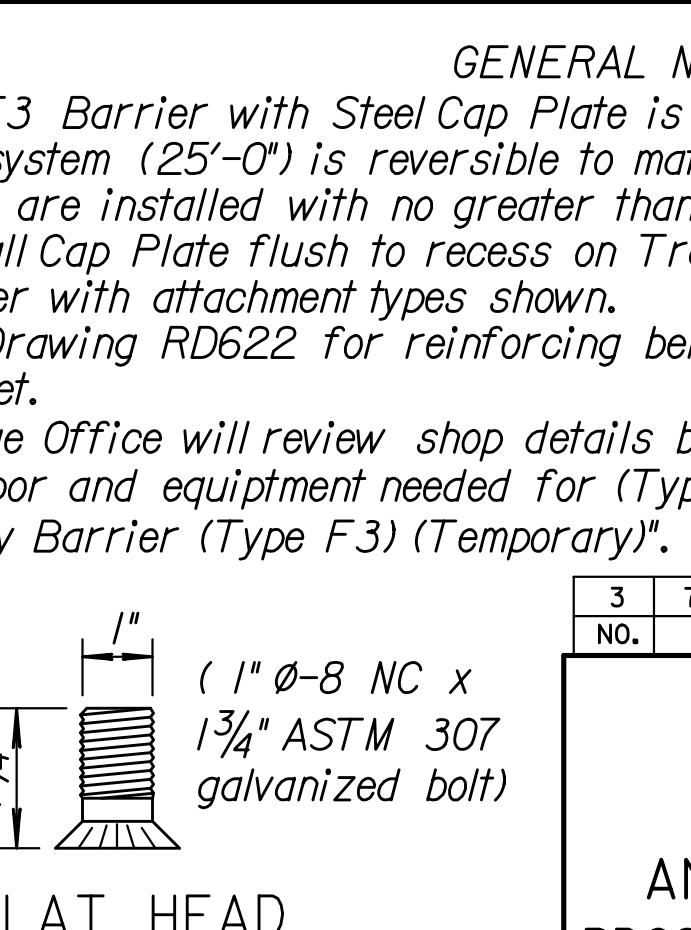 GENERAL N
F3 Barrier with Steel Cap Plate is
system (25'-0") is reversible to mat
are installed with no greater than
all Cap Plate flush to recess on Tr
er with attachment types shown.
Drawing RD622 for reinforcing be
et.
ge Office will review shop details b
bor and equiptment needed for (Typ
y Barrier (Type F3) (Temporary)".
3
NO.
1"
( 1" Ø-8 NC x
1¾" ASTM 307
galvanized bolt)
LAT HEAD
AN